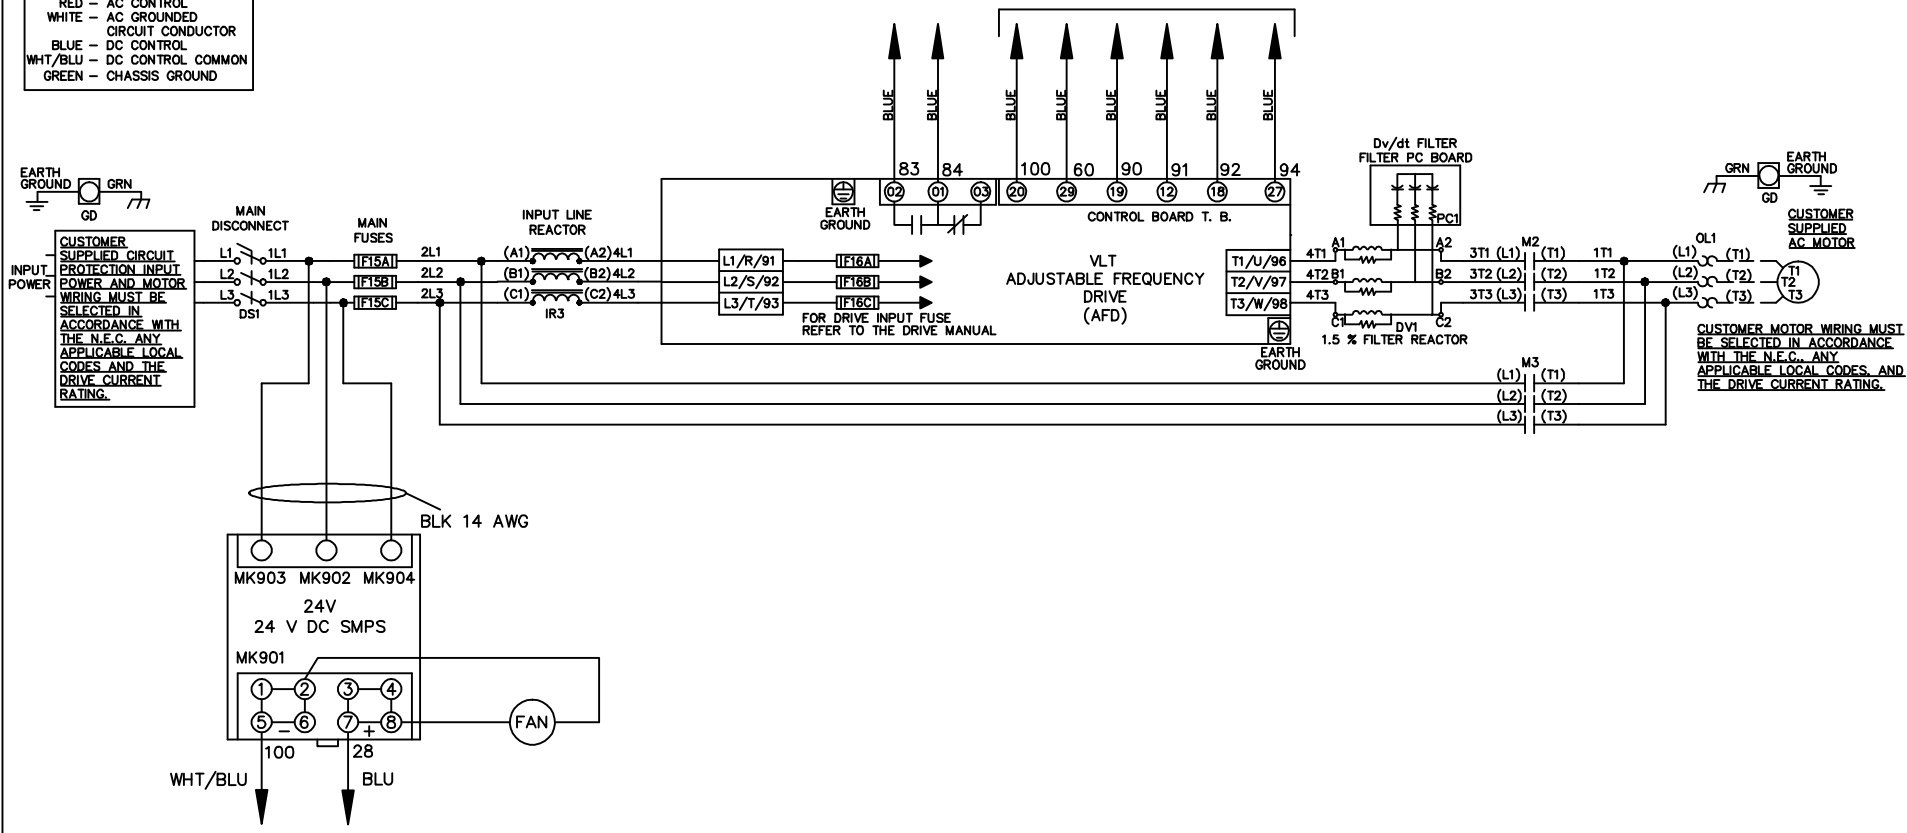 RED – AC CONTROL
WHITE – AC GROUNDED
CIRCUIT CONDUCTOR
BLUE – DC CONTROL
WHT/BLU – DC CONTROL COMMON
GREEN – CHASSIS GROUND
BLUE
BLUE
BLUE
BLUE
BLUE
BLUE
BLUE
BLUE
83
84
100
60
90
91
92
94
02
01
03
20
29
19
12
18
27
EARTH
GROUND
CONTROL BOARD T. B.
EARTH
GROUND
GRN
GD
MAIN
DISCONNECT
MAIN
FUSES
INPUT LINE
REACTOR
INPUT
POWER
CUSTOMER
SUPPLIED CIRCUIT
PROTECTION INPUT
POWER AND MOTOR
WIRING MUST BE
SELECTED IN
ACCORDANCE WITH
THE N.E.C. ANY
APPLICABLE LOCAL
CODES AND THE
DRIVE CURRENT
RATING.
L1 1L1 F15A 2L1 (A1) (A2) 4L1
L2 1L2 F15B 2L2 (B1) (B2) 4L2
L3 1L3 F15C 2L3 (C1) (C2) 4L3
DS1
IR3
L1/R/91 F16A
L2/S/92 F16B
L3/T/93 F16C
FOR DRIVE INPUT FUSE
REFER TO THE DRIVE MANUAL
VLT
ADJUSTABLE FREQUENCY
DRIVE
(AFD)
T1/U/96
T2/V/97
T3/W/98
EARTH
GROUND
Dv/dt FILTER
FILTER PC BOARD
PC1
4T1 A1 A2
4T2 B1 B2
4T3 C1 C2
DV1
1.5 % FILTER REACTOR
M2
3T1 (L1) (T1) 1T1
3T2 (L2) (T2) 1T2
3T3 (L3) (T3) 1T3
M3
(L1) (T1)
(L2) (T2)
(L3) (T3)
OL1
(L1) (T1)
(L2) (T2)
(L3) (T3)
T1
T2
T3
GRN
EARTH
GROUND
GD
CUSTOMER
SUPPLIED
AC MOTOR
CUSTOMER MOTOR WIRING MUST
BE SELECTED IN ACCORDANCE
WITH THE N.E.C.. ANY
APPLICABLE LOCAL CODES. AND
THE DRIVE CURRENT RATING.
BLK 14 AWG
MK903 MK902 MK904
24V
24 V DC SMPS
MK901
1 2 3 4
5 6 7 8
– +
FAN
100
28
WHT/BLU
BLU